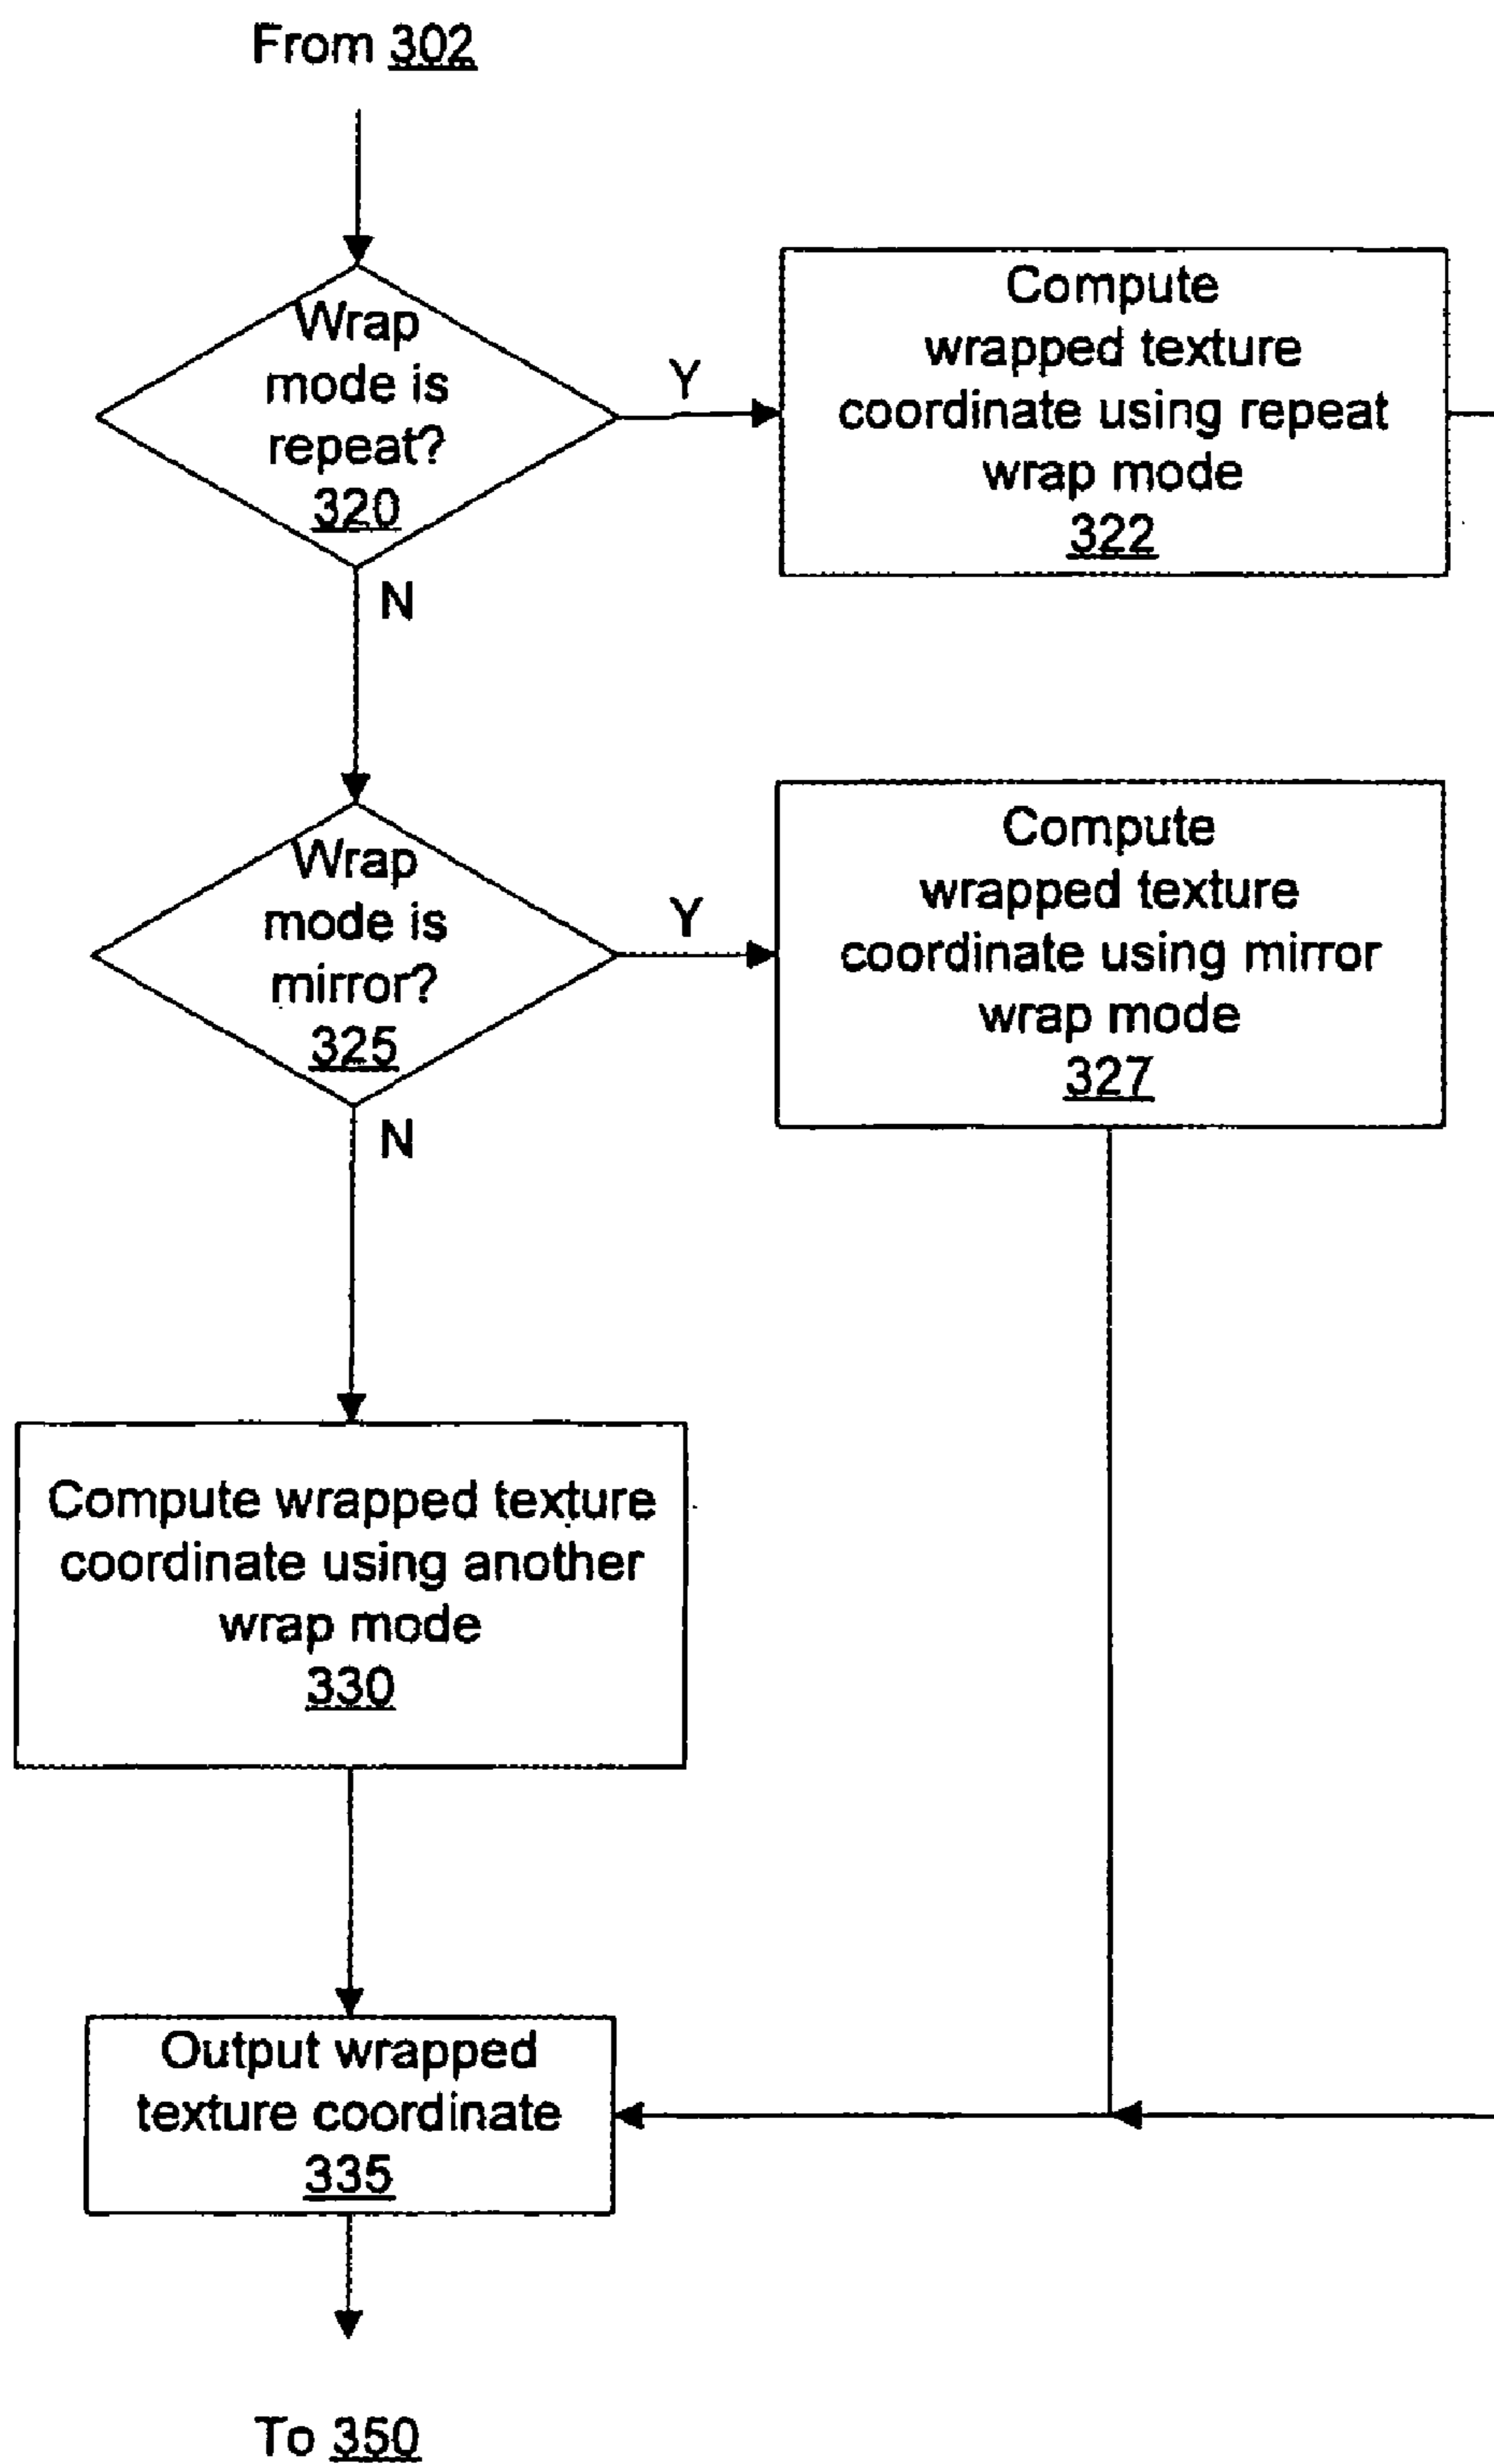 From 302
Wrap
mode is
repeat?
320
Y
Compute
wrapped texture
coordinate using repeat
wrap mode
322
N
Wrap
mode is
mirror?
325
Y
Compute
wrapped texture
coordinate using mirror
wrap mode
327
N
Compute wrapped texture
coordinate using another
wrap mode
330
Output wrapped
texture coordinate
335
To 350